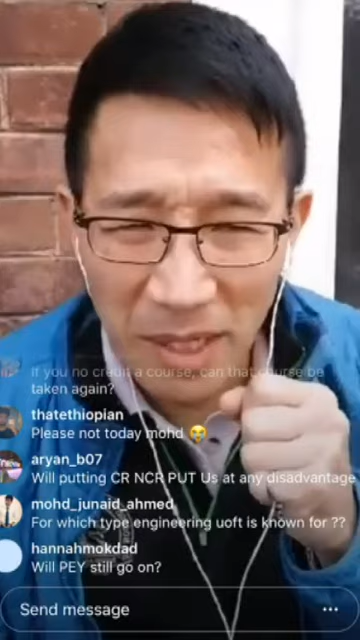 If you no credit a course, can that course be
taken again?
thatethiopian
Please not today mohd 😭
aryan_b07
Will putting CR NCR PUT Us at any disadvantage
mohd_junaid_ahmed
For which type engineering uoft is known for ??
hannahmokdad
Will PEY still go on?
Send message